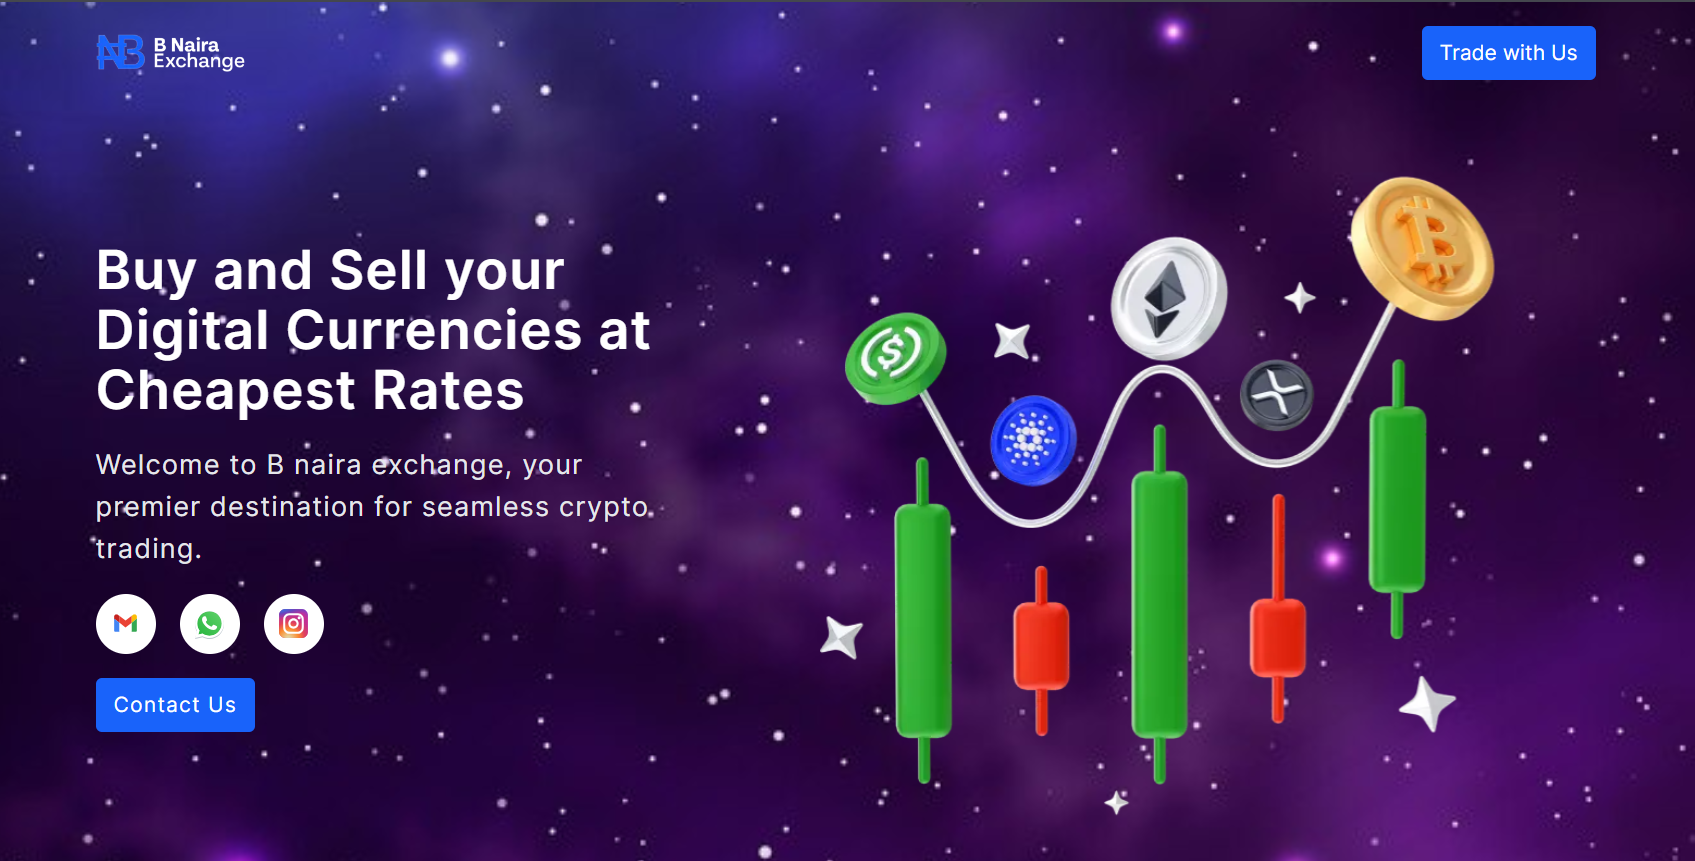 B Naira
Exchange
Trade with Us
Buy and Sell your
Digital Currencies at
Cheapest Rates
Welcome to B naira exchange, your
premier destination for seamless crypto
trading.
Contact Us